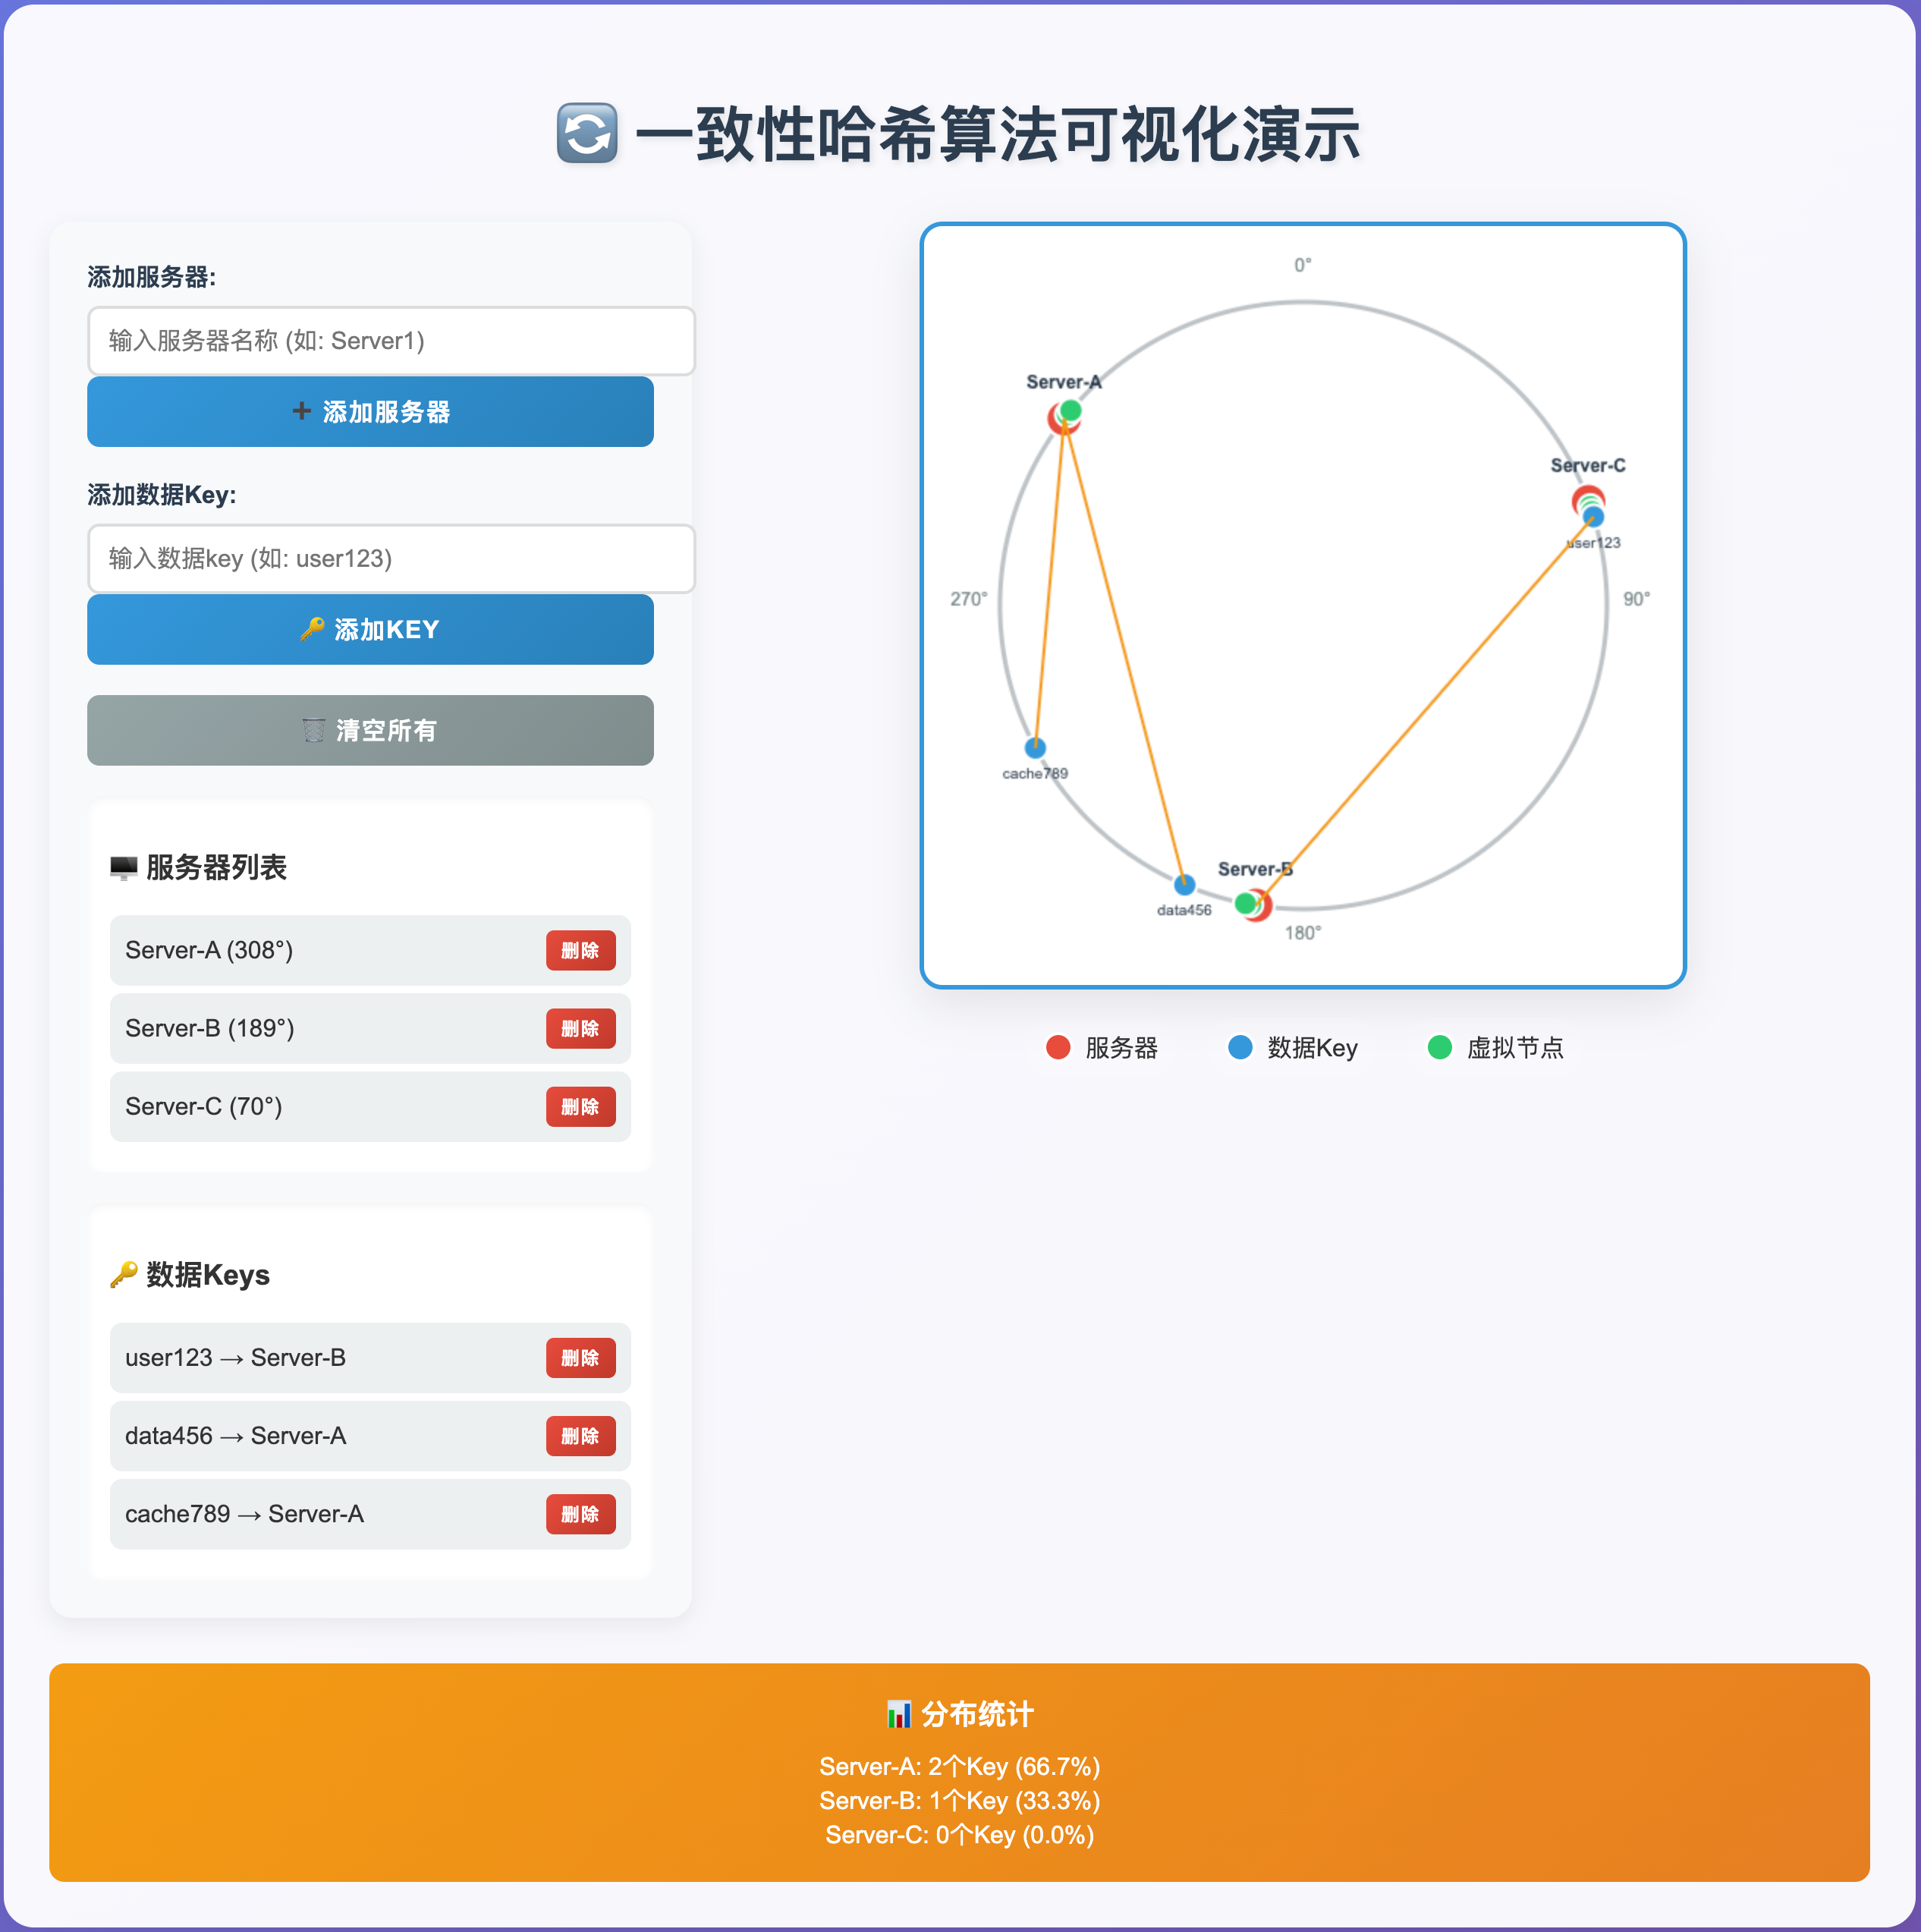 一致性哈希算法可视化演示
添加服务器:
输入服务器名称 (如: Server1)
添加服务器
添加数据Key:
输入数据key (如: user123)
添加KEY
清空所有
服务器列表
Server-A (308°) 删除
Server-B (189°) 删除
Server-C (70°) 删除
数据Keys
user123 → Server-B 删除
data456 → Server-A 删除
cache789 → Server-A 删除
0°
Server-A
Server-C
user123
270°
90°
cache789
Server-B
data456
180°
服务器 数据Key 虚拟节点
分布统计
Server-A: 2个Key (66.7%)
Server-B: 1个Key (33.3%)
Server-C: 0个Key (0.0%)